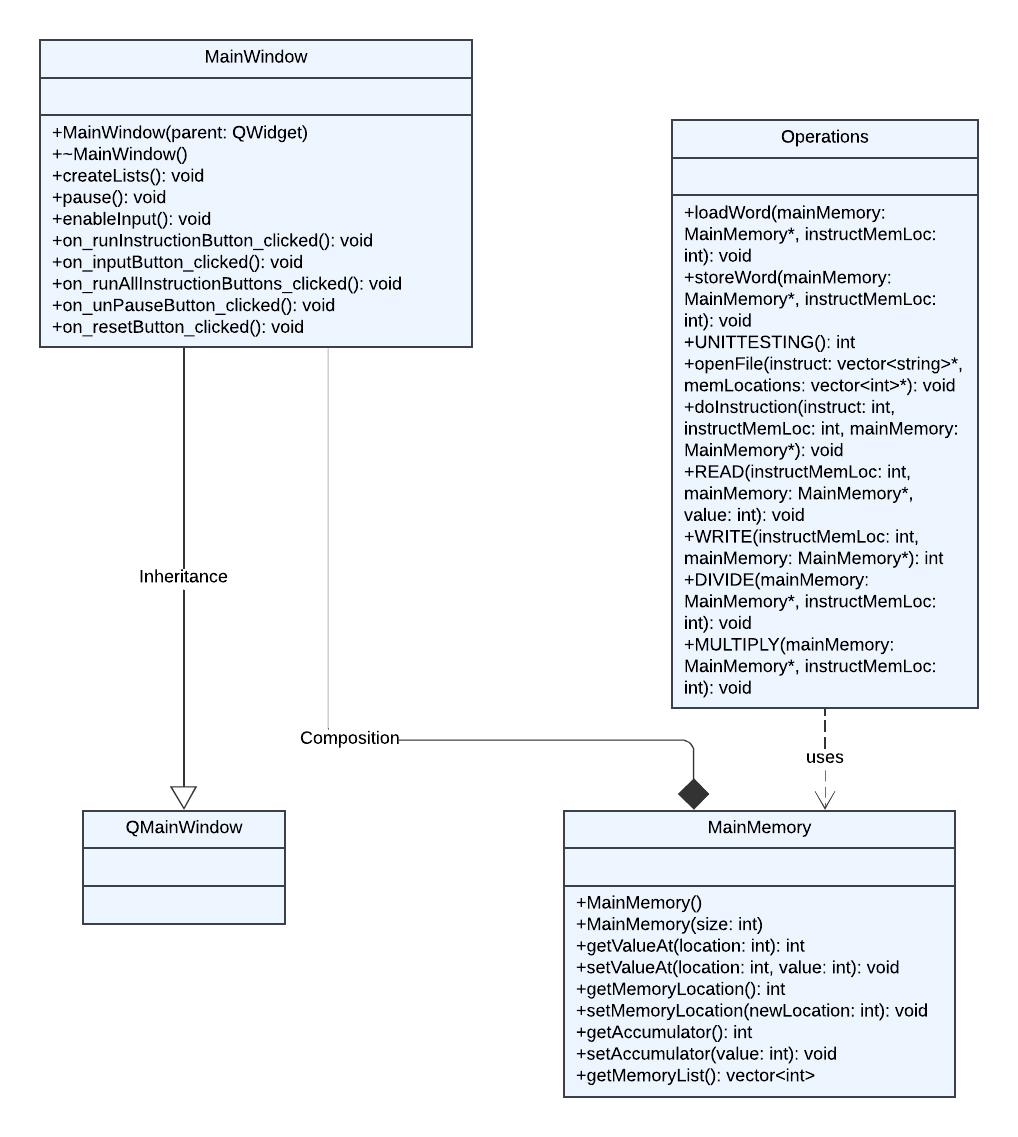 MainWindow
+MainWindow(parent: QWidget)
+~MainWindow()
+createLists(): void
+pause(): void
+enableInput(): void
+on_runInstructionButton_clicked(): void
+on_inputButton_clicked(): void
+on_runAllInstructionButtons_clicked(): void
+on_unPauseButton_clicked(): void
+on_resetButton_clicked(): void
Operations
+loadWord(mainMemory:
MainMemory*, instructMemLoc:
int): void
+storeWord(mainMemory:
MainMemory*, instructMemLoc:
int): void
+UNITTESTING(): int
+openFile(instruct: vector<string>*,
memLocations: vector<int>*): void
+doInstruction(instruct: int,
instructMemLoc: int, mainMemory:
MainMemory*): void
+READ(instructMemLoc: int,
mainMemory: MainMemory*,
value: int): void
+WRITE(instructMemLoc: int,
mainMemory: MainMemory*): int
+DIVIDE(mainMemory:
MainMemory*, instructMemLoc:
int): void
+MULTIPLY(mainMemory:
MainMemory*, instructMemLoc:
int): void
Inheritance
Composition
uses
QMainWindow
MainMemory
+MainMemory()
+MainMemory(size: int)
+getValueAt(location: int): int
+setValueAt(location: int, value: int): void
+getMemoryLocation(): int
+setMemoryLocation(newLocation: int): void
+getAccumulator(): int
+setAccumulator(value: int): void
+getMemoryList(): vector<int>